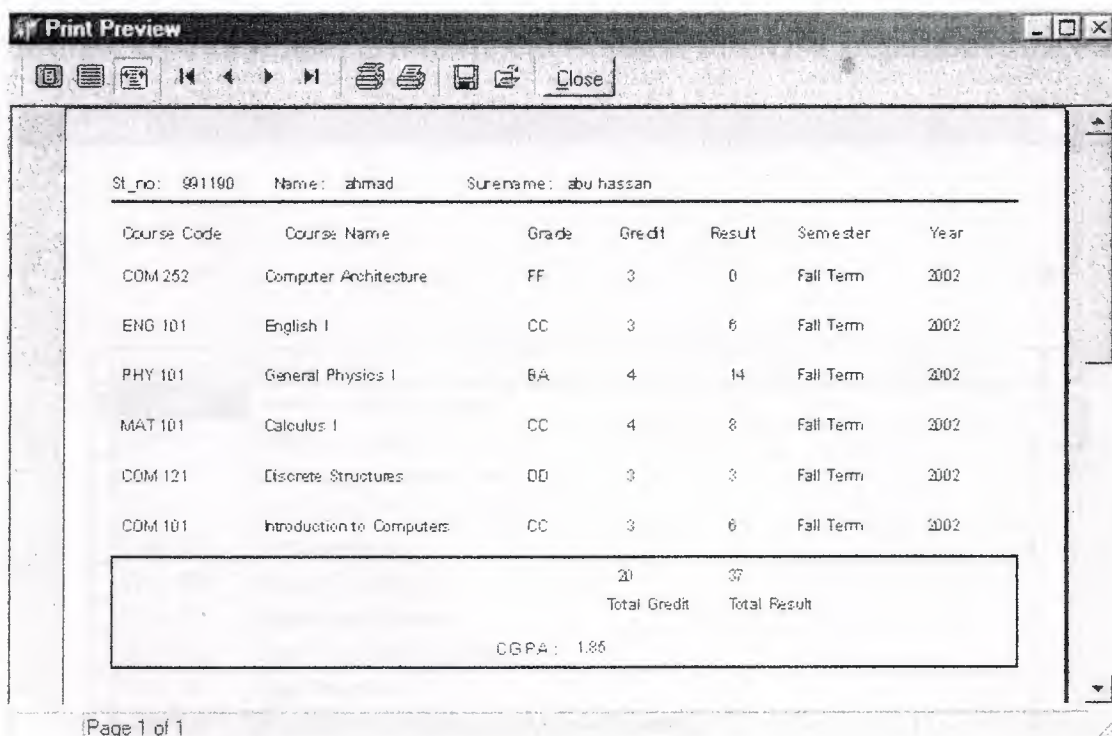 Print Preview
Close
St_no: 991190 Name: ahmad Surename: abu hassan
Course Code Course Name Grade Gredit Result Semester Year
COM 252 Computer Architecture FF 3 0 Fall Term 2002
ENG 101 English I CC 3 6 Fall Term 2002
PHY 101 General Physics I BA 4 14 Fall Term 2002
MAT 101 Calculus I CC 4 8 Fall Term 2002
COM 121 Discrete Structures DD 3 3 Fall Term 2002
COM 101 Introduction to Computers CC 3 6 Fall Term 2002
20 37
Total Gredit Total Result
CGPA : 1.85
Page 1 of 1